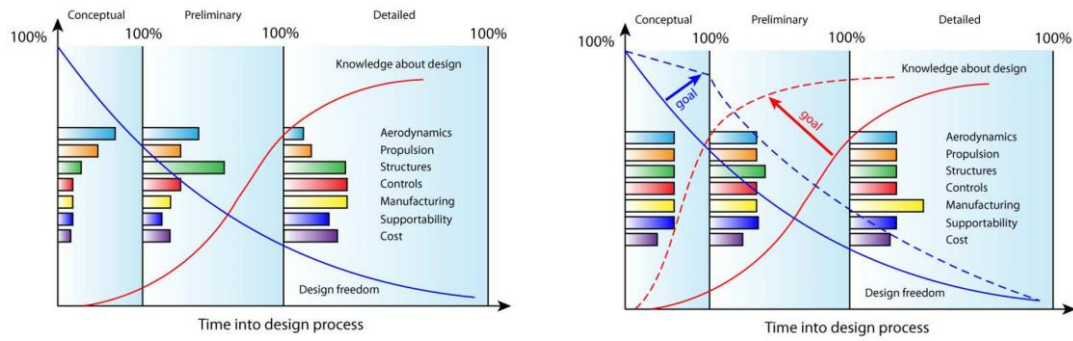 Conceptual Preliminary Detailed
100% 100% 100% 100%
Knowledge about design
Aerodynamics
Propulsion
Structures
Controls
Manufacturing
Supportability
Cost
Design freedom
Time into design process
Conceptual Preliminary Detailed
100% 100% 100% 100%
Knowledge about design
goal
goal
Aerodynamics
Propulsion
Structures
Controls
Manufacturing
Supportability
Cost
Design freedom
Time into design process